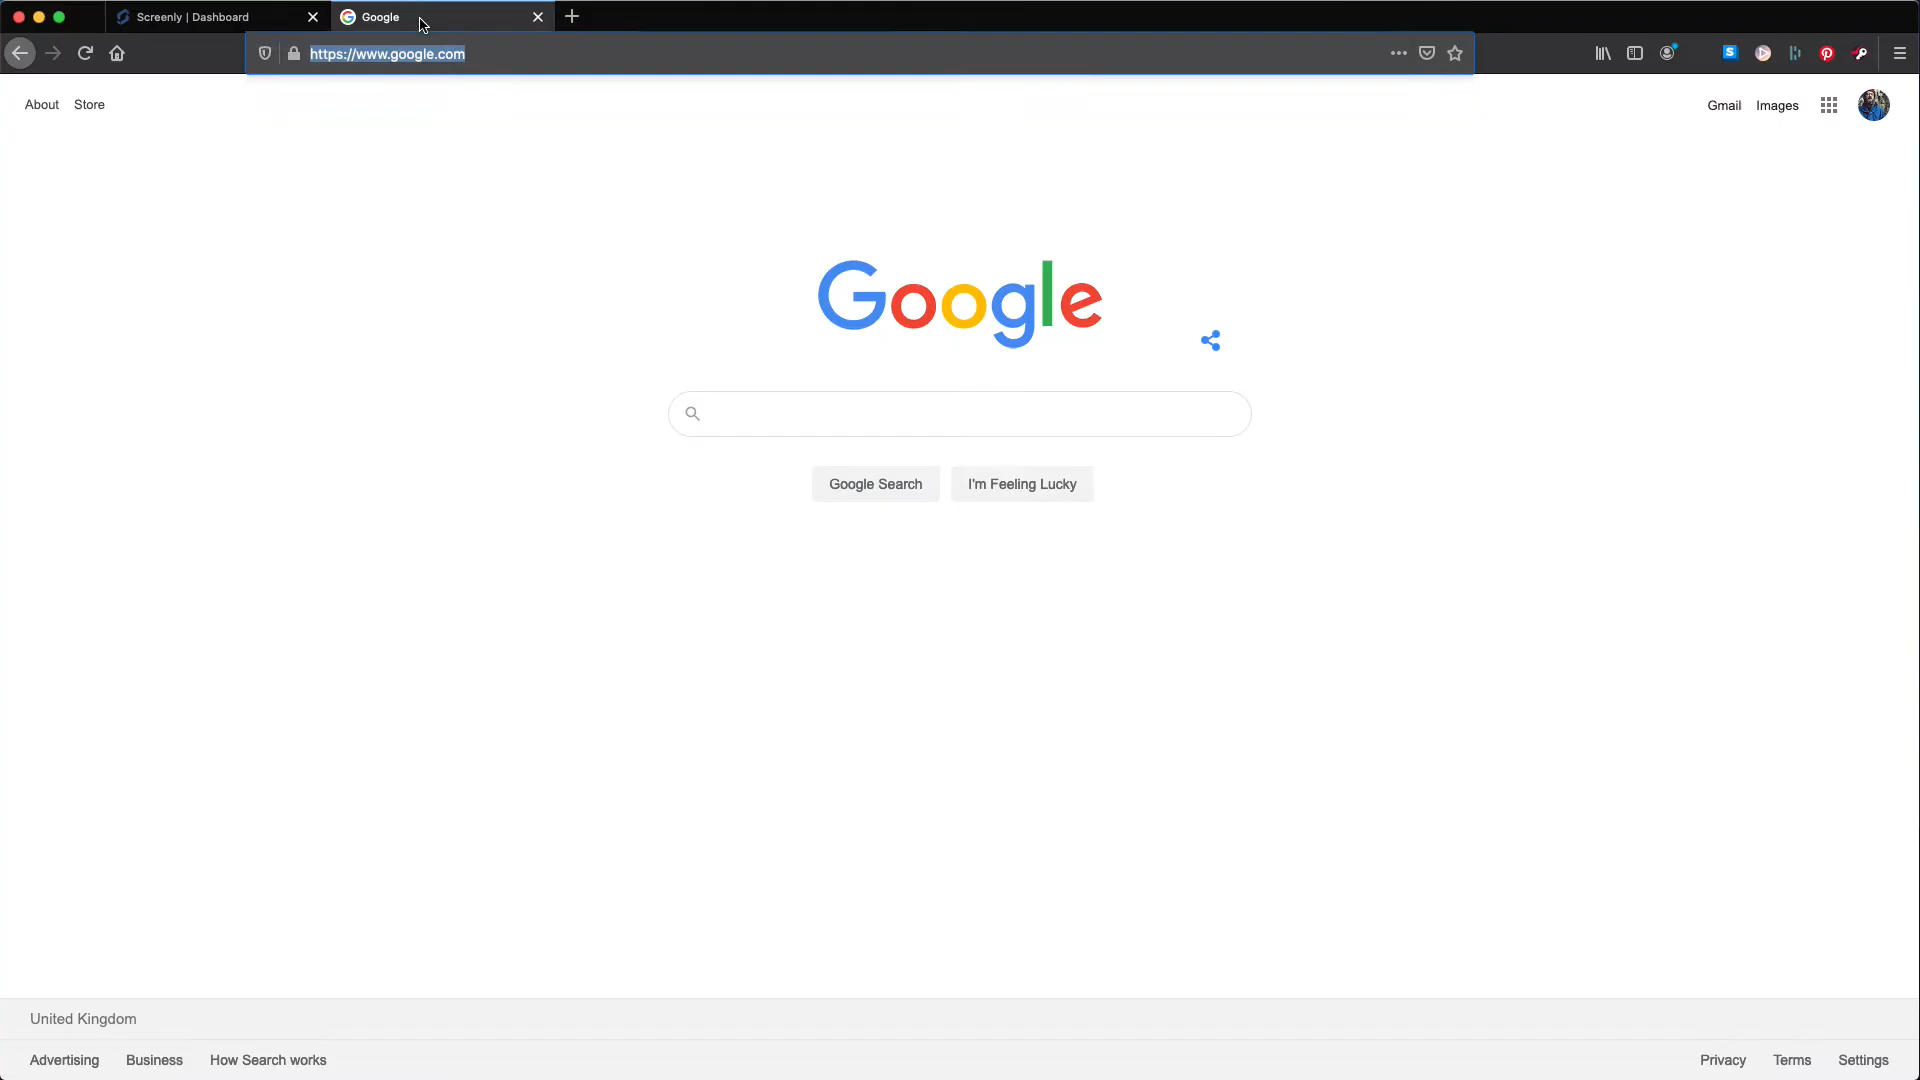 Screenly | Dashboard
Google
https://www.google.com
S
About Store
Gmail Images
Google
Google Search
I'm Feeling Lucky
United Kingdom
Advertising Business How Search works
Privacy Terms Settings